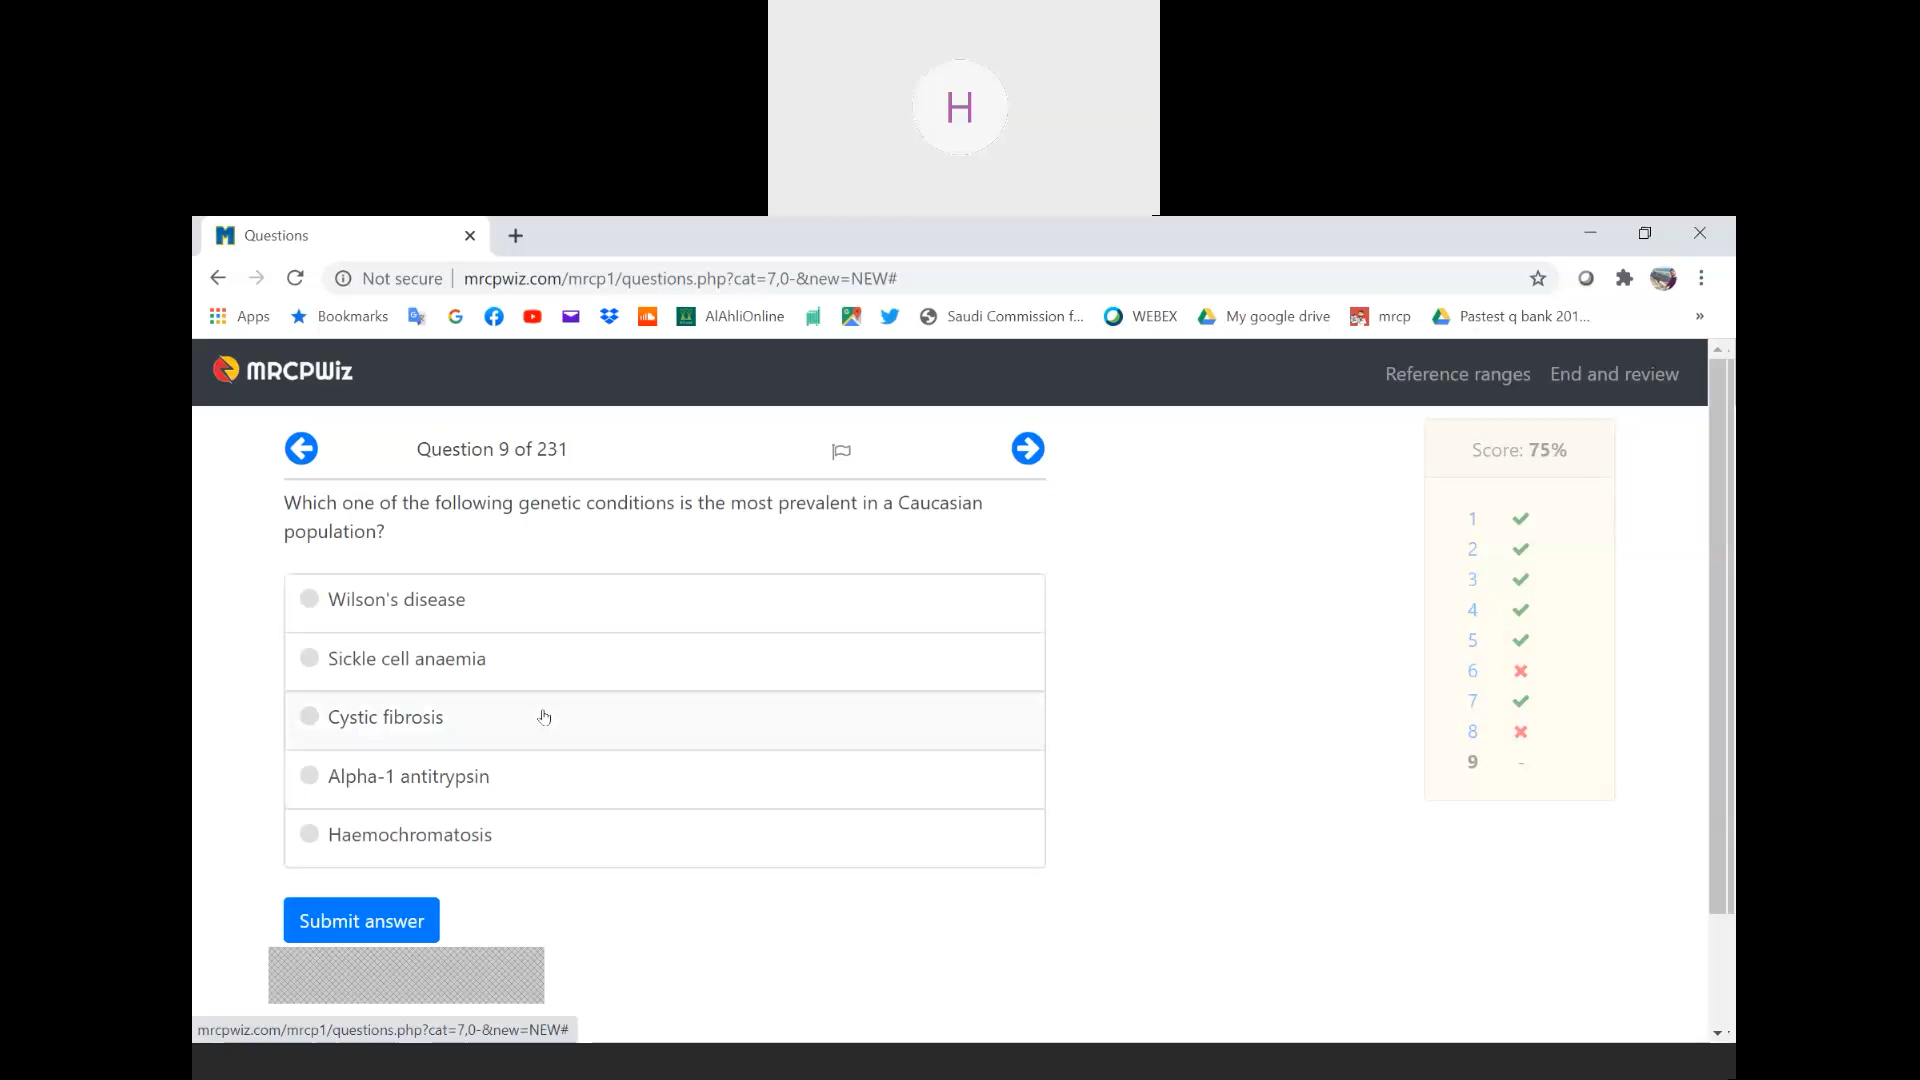 H
Questions
Not secure mrcpwiz.com/mrcp1/questions.php?cat=7,0-&new=NEW#
Apps Bookmarks AlAhliOnline Saudi Commission f... WEBEX My google drive mrcp Pastest q bank 201... »
MRCPWiz
Reference ranges End and review
Question 9 of 231
Score: 75%
Which one of the following genetic conditions is the most prevalent in a Caucasian
population?
Wilson's disease
Sickle cell anaemia
Cystic fibrosis
Alpha-1 antitrypsin
Haemochromatosis
Submit answer
1
2
3
4
5
6
7
8
9 -
mrcpwiz.com/mrcp1/questions.php?cat=7,0-&new=NEW#